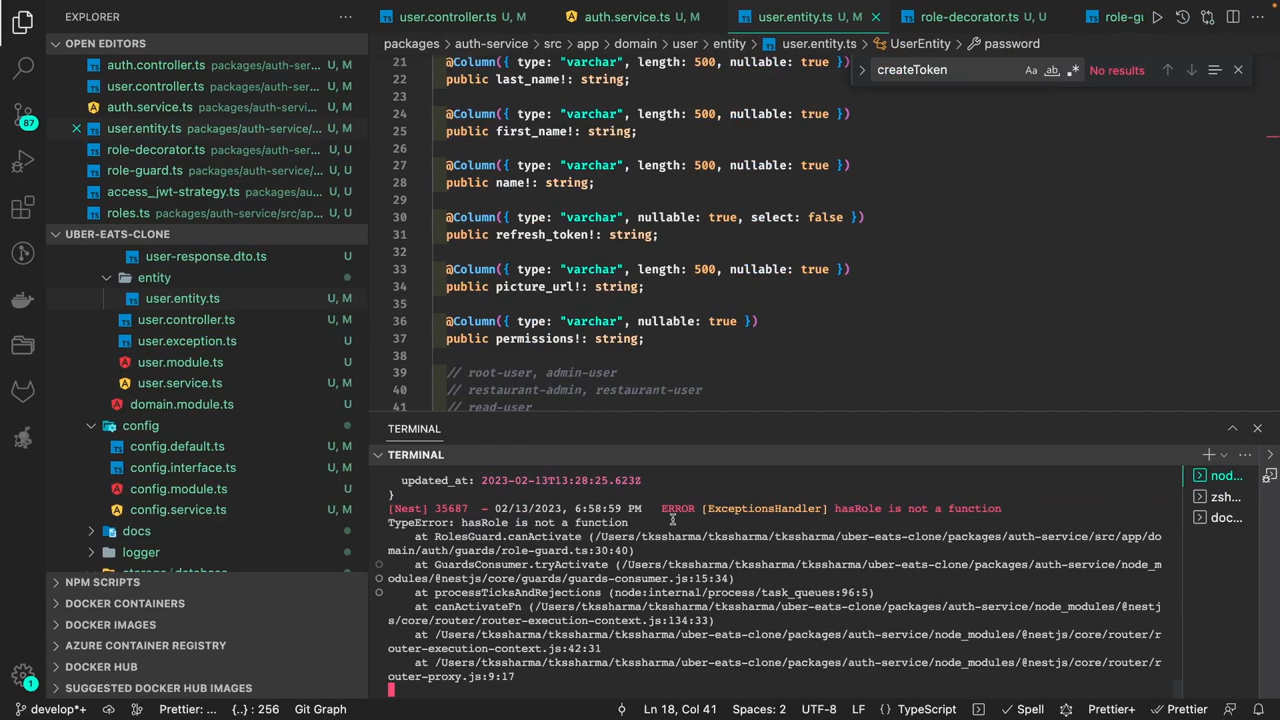 EXPLORER
user.controller.ts U, M
auth.service.ts U, M
user.entity.ts U, M
role-decorator.ts U, U
role-gu
OPEN EDITORS
auth.controller.ts packages/auth-ser...
user.controller.ts packages/auth-ser...
auth.service.ts packages/auth-servi...
user.entity.ts packages/auth-service/...
role-decorator.ts packages/auth-ser...
role-guard.ts packages/auth-service/...
access_jwt-strategy.ts packages/au...
roles.ts packages/auth-service/src/ap...
87
UBER-EATS-CLONE
user-response.dto.ts U
entity
user.entity.ts U, M
user.controller.ts U, M
user.exception.ts U, M
user.module.ts U
user.service.ts U, M
domain.module.ts U, M
config
config.default.ts U, M
config.interface.ts U, M
config.module.ts U, M
config.service.ts U, M
docs
logger
NPM SCRIPTS
DOCKER CONTAINERS
DOCKER IMAGES
AZURE CONTAINER REGISTRY
DOCKER HUB
SUGGESTED DOCKER HUB IMAGES
1
packages > auth-service > src > app > domain > user > entity > user.entity.ts > UserEntity > password
createToken
Aa
ab
No results
21 @Column({ type: "varchar", length: 500, nullable: true })
22 public last_name!: string;
23
24 @Column({ type: "varchar", length: 500, nullable: true })
25 public first_name!: string;
26
27 @Column({ type: "varchar", length: 500, nullable: true })
28 public name!: string;
29
30 @Column({ type: "varchar", nullable: true, select: false })
31 public refresh_token!: string;
32
33 @Column({ type: "varchar", length: 500, nullable: true })
34 public picture_url!: string;
35
36 @Column({ type: "varchar", nullable: true })
37 public permissions!: string;
38
39 // root-user, admin-user
40 // restaurant-admin, restaurant-user
41 // read-user
TERMINAL
TERMINAL
updated_at: 2023-02-13T13:28:25.623Z
}
[Nest] 35687 - 02/13/2023, 6:58:59 PM ERROR [ExceptionsHandler] hasRole is not a function
TypeError: hasRole is not a function
at RolesGuard.canActivate (/Users/tkssharma/tkssharma/uber-eats-clone/packages/auth-service/src/app/do
main/auth/guards/role-guard.ts:30:40)
at GuardsConsumer.tryActivate (/Users/tkssharma/tkssharma/uber-eats-clone/packages/auth-service/node_m
odules/@nestjs/core/guards/guards-consumer.js:15:34)
at processTicksAndRejections (node:internal/process/task_queues:96:5)
at canActivateFn (/Users/tkssharma/tkssharma/uber-eats-clone/packages/auth-service/node_modules/@nestj
s/core/router/router-execution-context.js:134:33)
at /Users/tkssharma/tkssharma/uber-eats-clone/packages/auth-service/node_modules/@nestjs/core/router/r
outer-execution-context.js:42:31
at /Users/tkssharma/tkssharma/uber-eats-clone/packages/auth-service/node_modules/@nestjs/core/router/r
outer-proxy.js:9:17
nod...
zsh...
doc...
develop*+
Prettier: ...
{..} : 256
Git Graph
Ln 18, Col 41
Spaces: 2
UTF-8
LF
{} TypeScript
Spell
Prettier+
Prettier